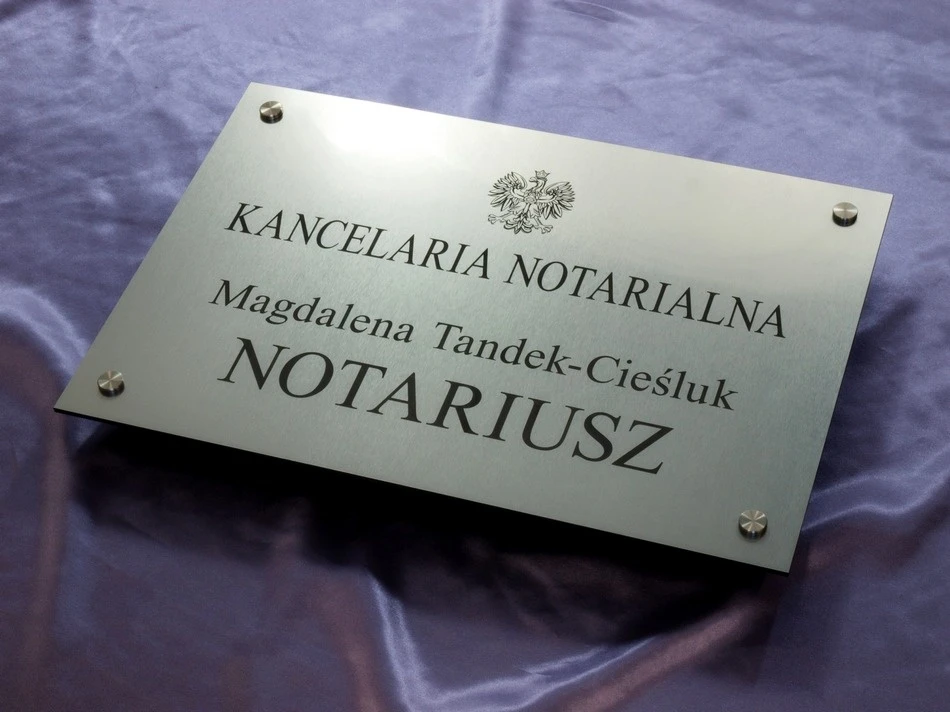 KANCELARIA NOTARIALNA
Magdalena Tandek-Cieśluk
NOTARIUSZ